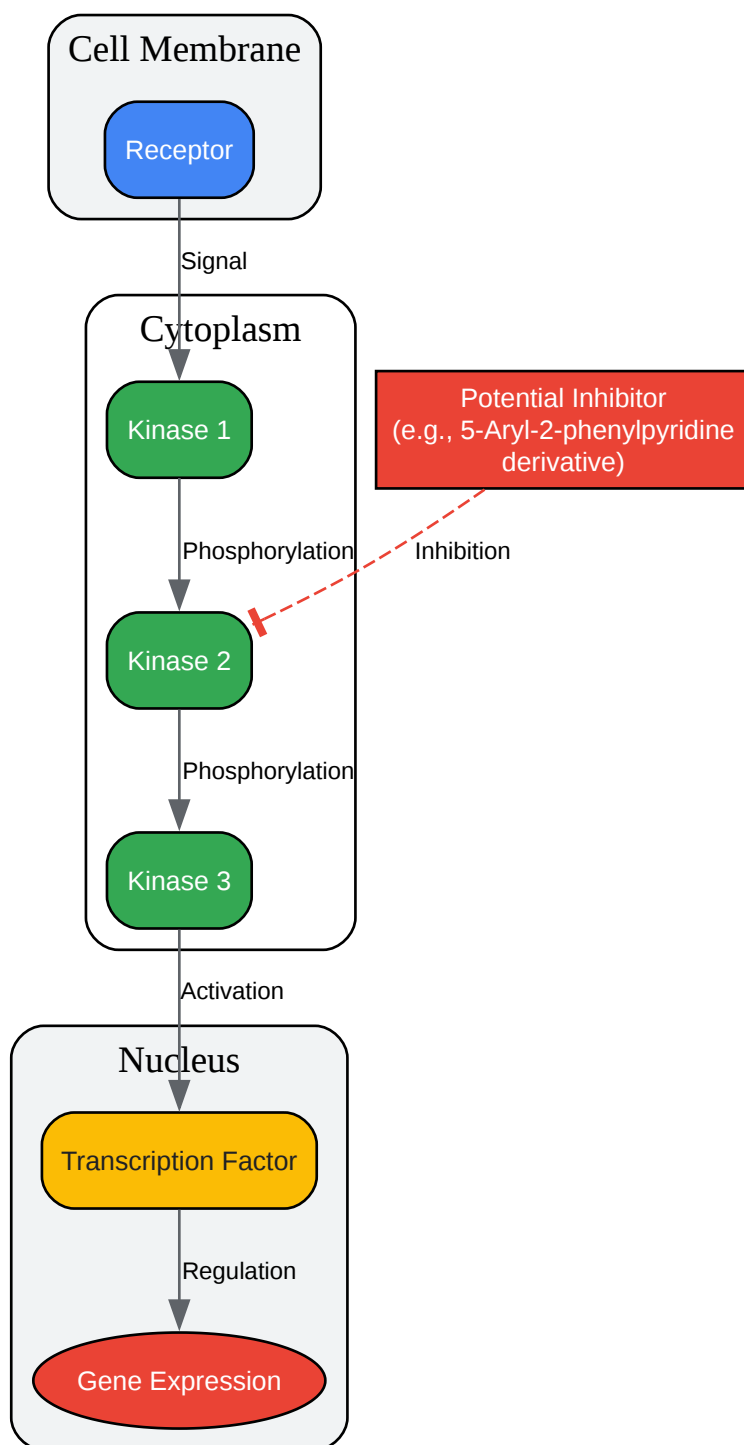 Cell Membrane
Receptor
Signal
Cytoplasm
Kinase 1
Potential Inhibitor
(e.g., 5-Aryl-2-phenylpyridine
derivative)
Phosphorylation
Inhibition
Kinase 2
Phosphorylation
Kinase 3
Activation
Nucleus
Transcription Factor
Regulation
Gene Expression